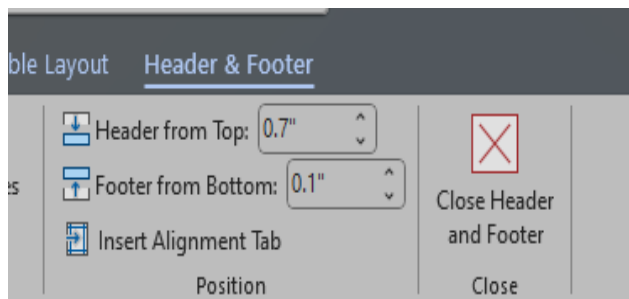 ble Layout Header & Footer
Header from Top: 0.7"
es Footer from Bottom: 0.1"
Insert Alignment Tab
Close Header
and Footer
Position
Close